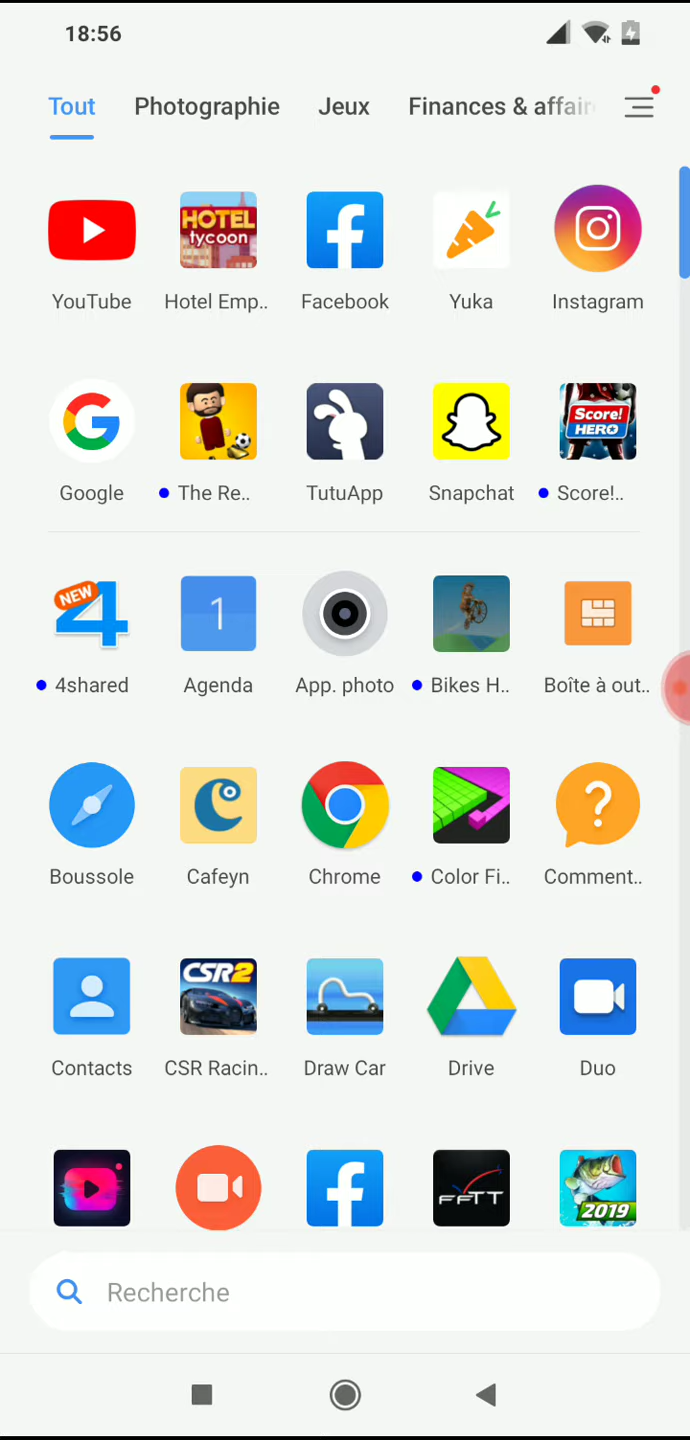 18:56
Tout Photographie Jeux Finances & affair
HOTEL
tycoon
YouTube Hotel Emp.. Facebook Yuka Instagram
Score!
HERO
Google The Re.. TutuApp Snapchat Score!..
NEW
4 1
4shared Agenda App. photo Bikes H.. Boîte à out..
?
Boussole Cafeyn Chrome Color Fi.. Comment..
CSR2
Contacts CSR Racin.. Draw Car Drive Duo
FFTT
2019
Recherche